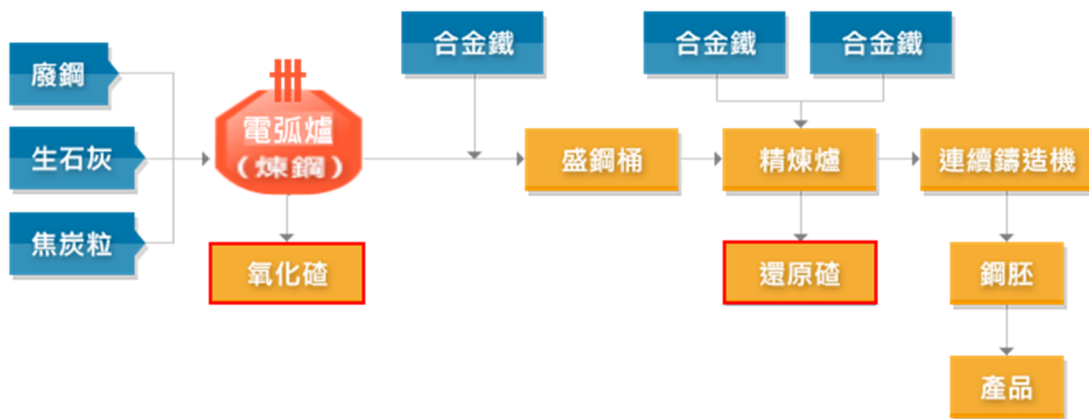 合金鐵
合金鐵
合金鐵
廢鋼
生石灰
焦炭粒
電弧爐
(煉鋼)
盛鋼桶
精煉爐
連續鑄造機
氧化碴
還原碴
鋼胚
產品